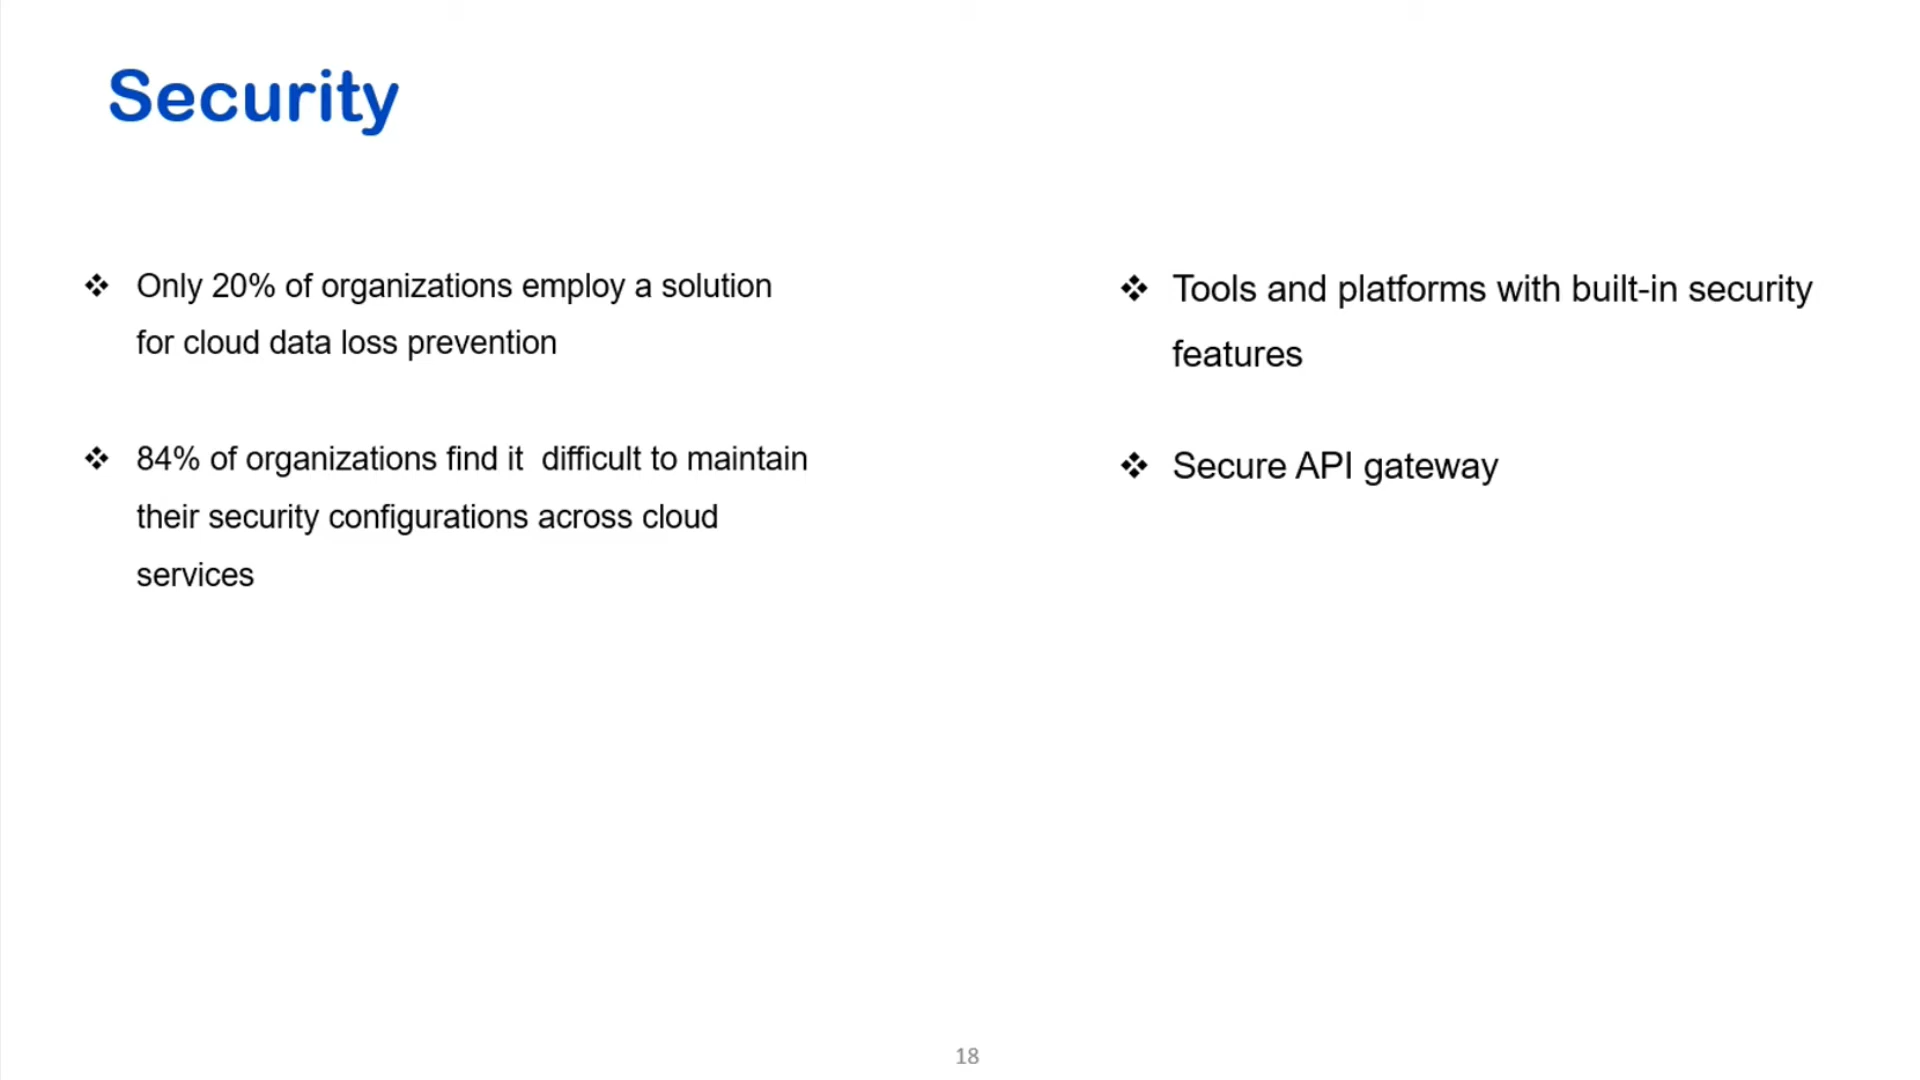 Security
❖ Only 20% of organizations employ a solution
for cloud data loss prevention
❖ 84% of organizations find it  difficult to maintain
their security configurations across cloud
services
❖ Tools and platforms with built-in security
features
❖ Secure API gateway
18